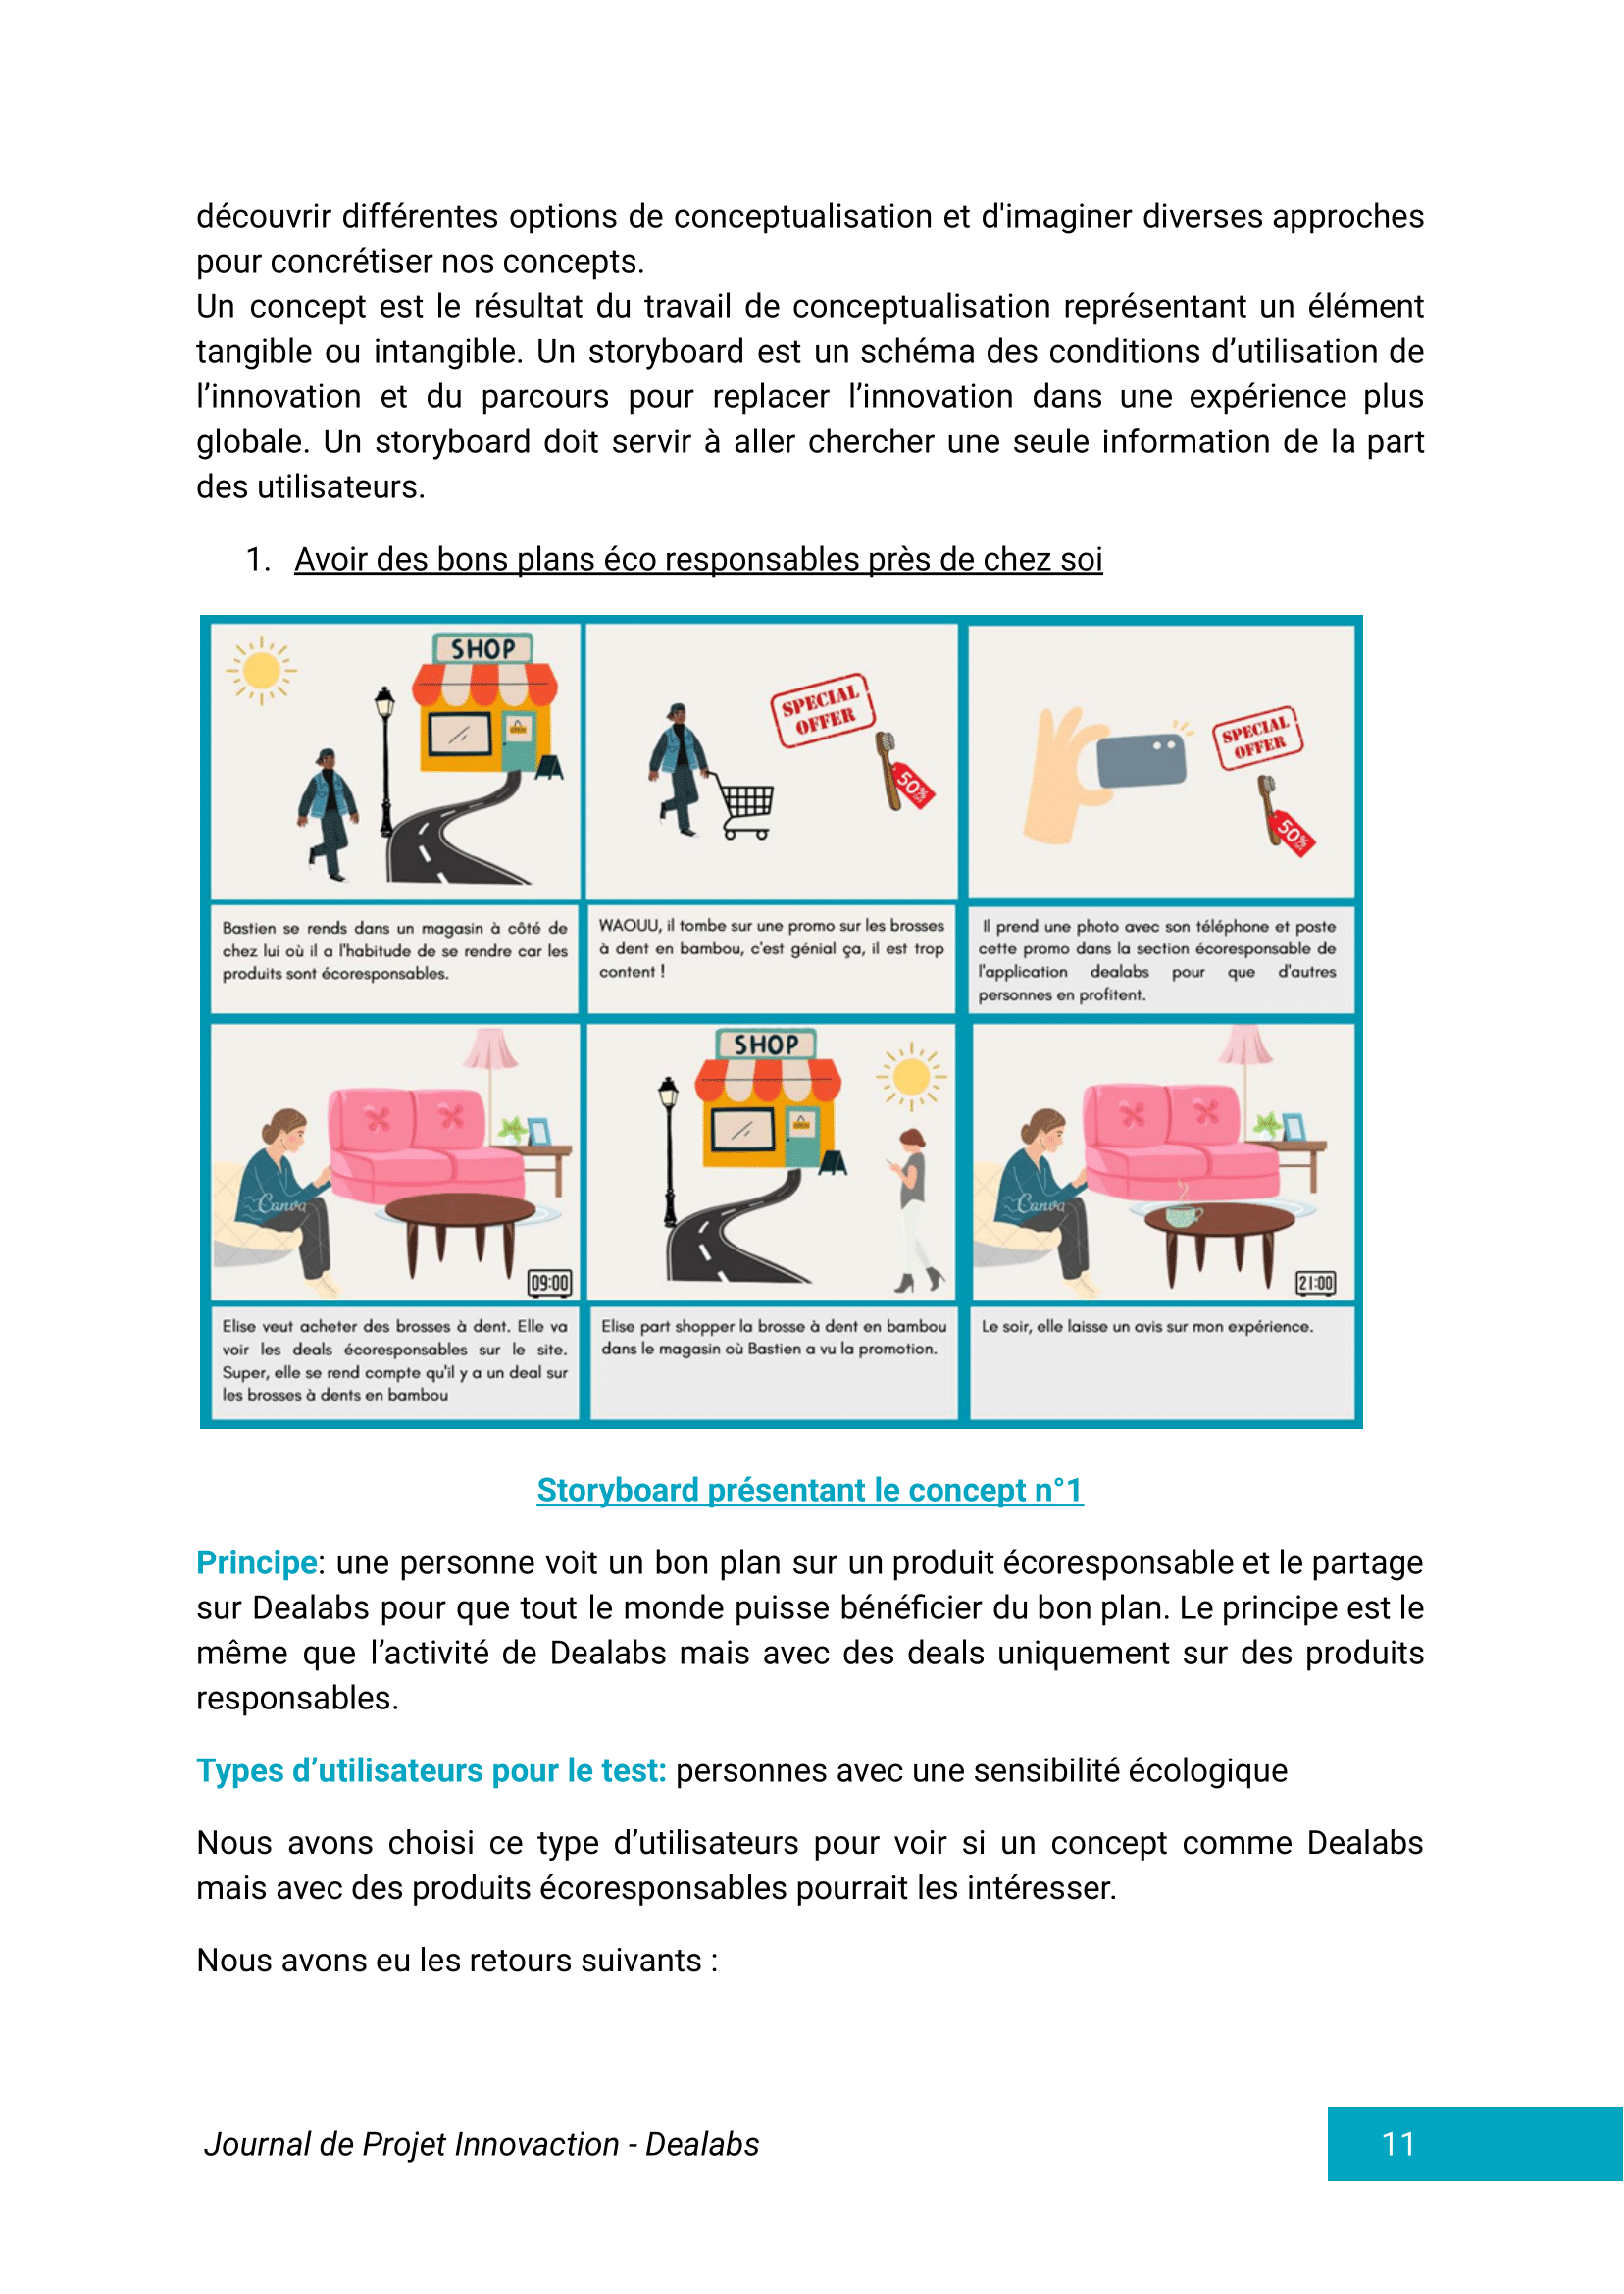 découvrir différentes options de conceptualisation et d'imaginer diverses approches
pour concrétiser nos concepts.
Un concept est le résultat du travail de conceptualisation représentant un élément
tangible ou intangible. Un storyboard est un schéma des conditions d’utilisation de
l’innovation et du parcours pour replacer l’innovation dans une expérience plus
globale. Un storyboard doit servir à aller chercher une seule information de la part
des utilisateurs.
1. Avoir des bons plans éco responsables près de chez soi
SHOP
OPEN
SPECIAL
OFFER
50%
SPECIAL
OFFER
50%
Bastien se rends dans un magasin à côté de
chez lui où il a l'habitude de se rendre car les
produits sont écoresponsables.
WAOUU, il tombe sur une promo sur les brosses
à dent en bambou, c'est génial ça, il est trop
content !
Il prend une photo avec son téléphone et poste
cette promo dans la section écoresponsable de
l'application dealabs pour que d'autres
personnes en profitent.
Canva
09:00
SHOP
OPEN
Canva
21:00
Elise veut acheter des brosses à dent. Elle va
voir les deals écoresponsables sur le site.
Super, elle se rend compte qu'il y a un deal sur
les brosses à dents en bambou
Elise part shopper la brosse à dent en bambou
dans le magasin où Bastien a vu la promotion.
Le soir, elle laisse un avis sur mon expérience.
Storyboard présentant le concept n°1
Principe: une personne voit un bon plan sur un produit écoresponsable et le partage
sur Dealabs pour que tout le monde puisse bénéficier du bon plan. Le principe est le
même que l’activité de Dealabs mais avec des deals uniquement sur des produits
responsables.
Types d’utilisateurs pour le test: personnes avec une sensibilité écologique
Nous avons choisi ce type d’utilisateurs pour voir si un concept comme Dealabs
mais avec des produits écoresponsables pourrait les intéresser.
Nous avons eu les retours suivants :
Journal de Projet Innovaction - Dealabs
11